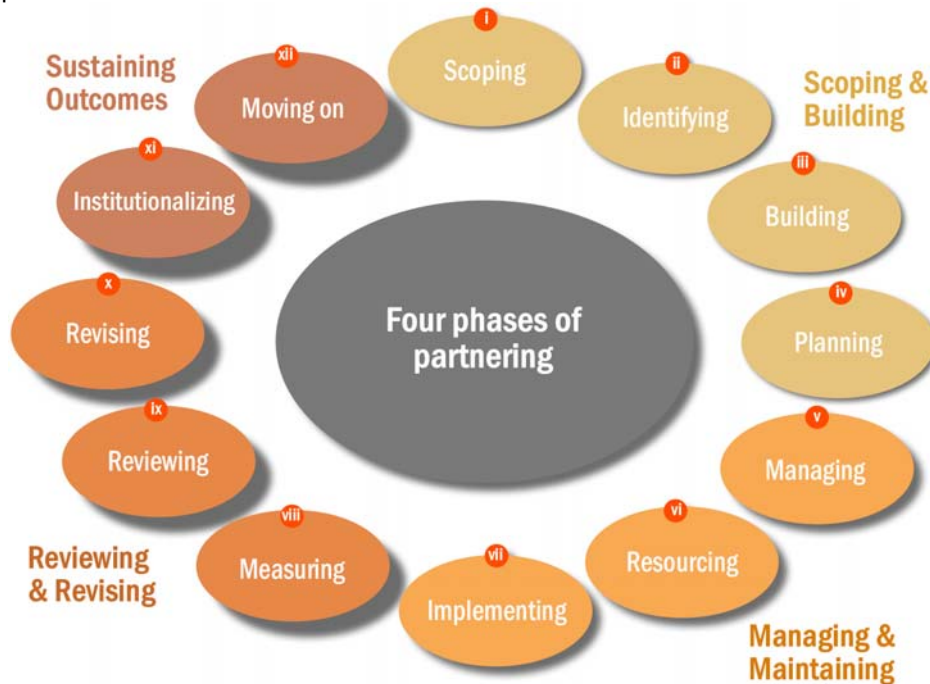 i
Scoping
ii
Identifying
Scoping &
Building
iii
Building
iv
Planning
v
Managing
vi
Resourcing
Managing &
Maintaining
vii
Implementing
viii
Measuring
Reviewing
& Revising
ix
Reviewing
x
Revising
xi
Institutionalizing
Sustaining
Outcomes
xii
Moving on
Four phases of
partnering